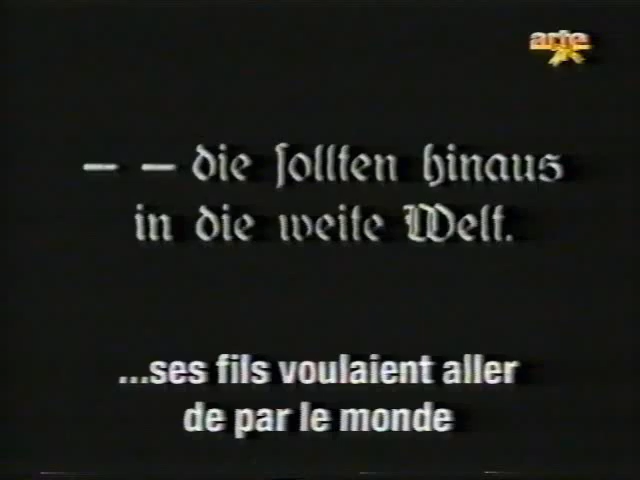 arte
– – die ſollten hinaus
in die weite Welt.
...ses fils voulaient aller
de par le monde